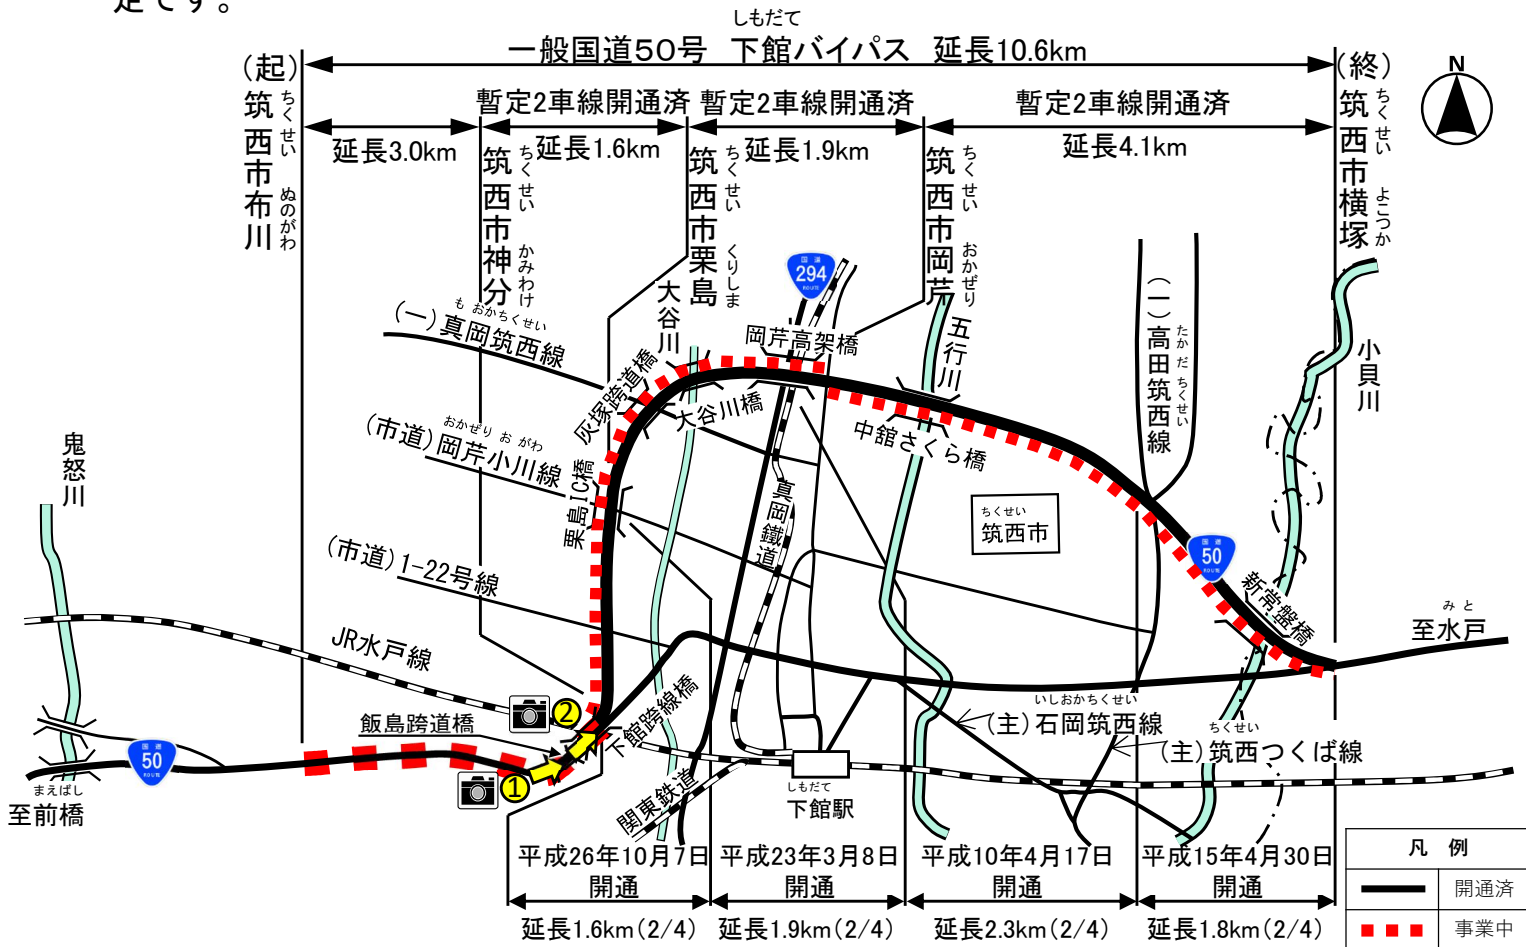 定です。
しもだて
一般国道50号 下館バイパス 延長10.6km
(起)
(終)
N
暫定2車線開通済
暫定2車線開通済
暫定2車線開通済
延長3.0km
延長1.6km
延長1.9km
延長4.1km
筑西市布川
ちくせい ぬのがわ
筑西市神分
ちくせい かみわけ
筑西市栗島
ちくせい くりしま
筑西市岡芹
ちくせい おかぜり
筑西市横塚
ちくせい よこつか
国道
294
ROUTE
も おかちくせい
(一)真岡筑西線
大谷川
岡芹高架橋
五行川
(一)高田筑西線
たかだ ちくせい
小貝川
灰塚跨道橋
大谷川橋
中舘さくら橋
おかぜり お がわ
(市道)岡芹小川線
鬼怒川
栗島IC橋
真岡鐵道
ちくせい
筑西市
(市道)1-22号線
国道
50
ROUTE
新常盤橋
みと
至水戸
JR水戸線
②
飯島跨道橋
下館跨線橋
いしおかちくせい
(主)石岡筑西線
ちくせい
(主)筑西つくば線
国道
50
ROUTE
①
まえばし
至前橋
関東鉄道
しもだて
下館駅
平成26年10月7日
開通
平成23年3月8日
開通
平成10年4月17日
開通
平成15年4月30日
開通
延長1.6km(2/4)
延長1.9km(2/4)
延長2.3km(2/4)
延長1.8km(2/4)
凡 例
開通済
事業中